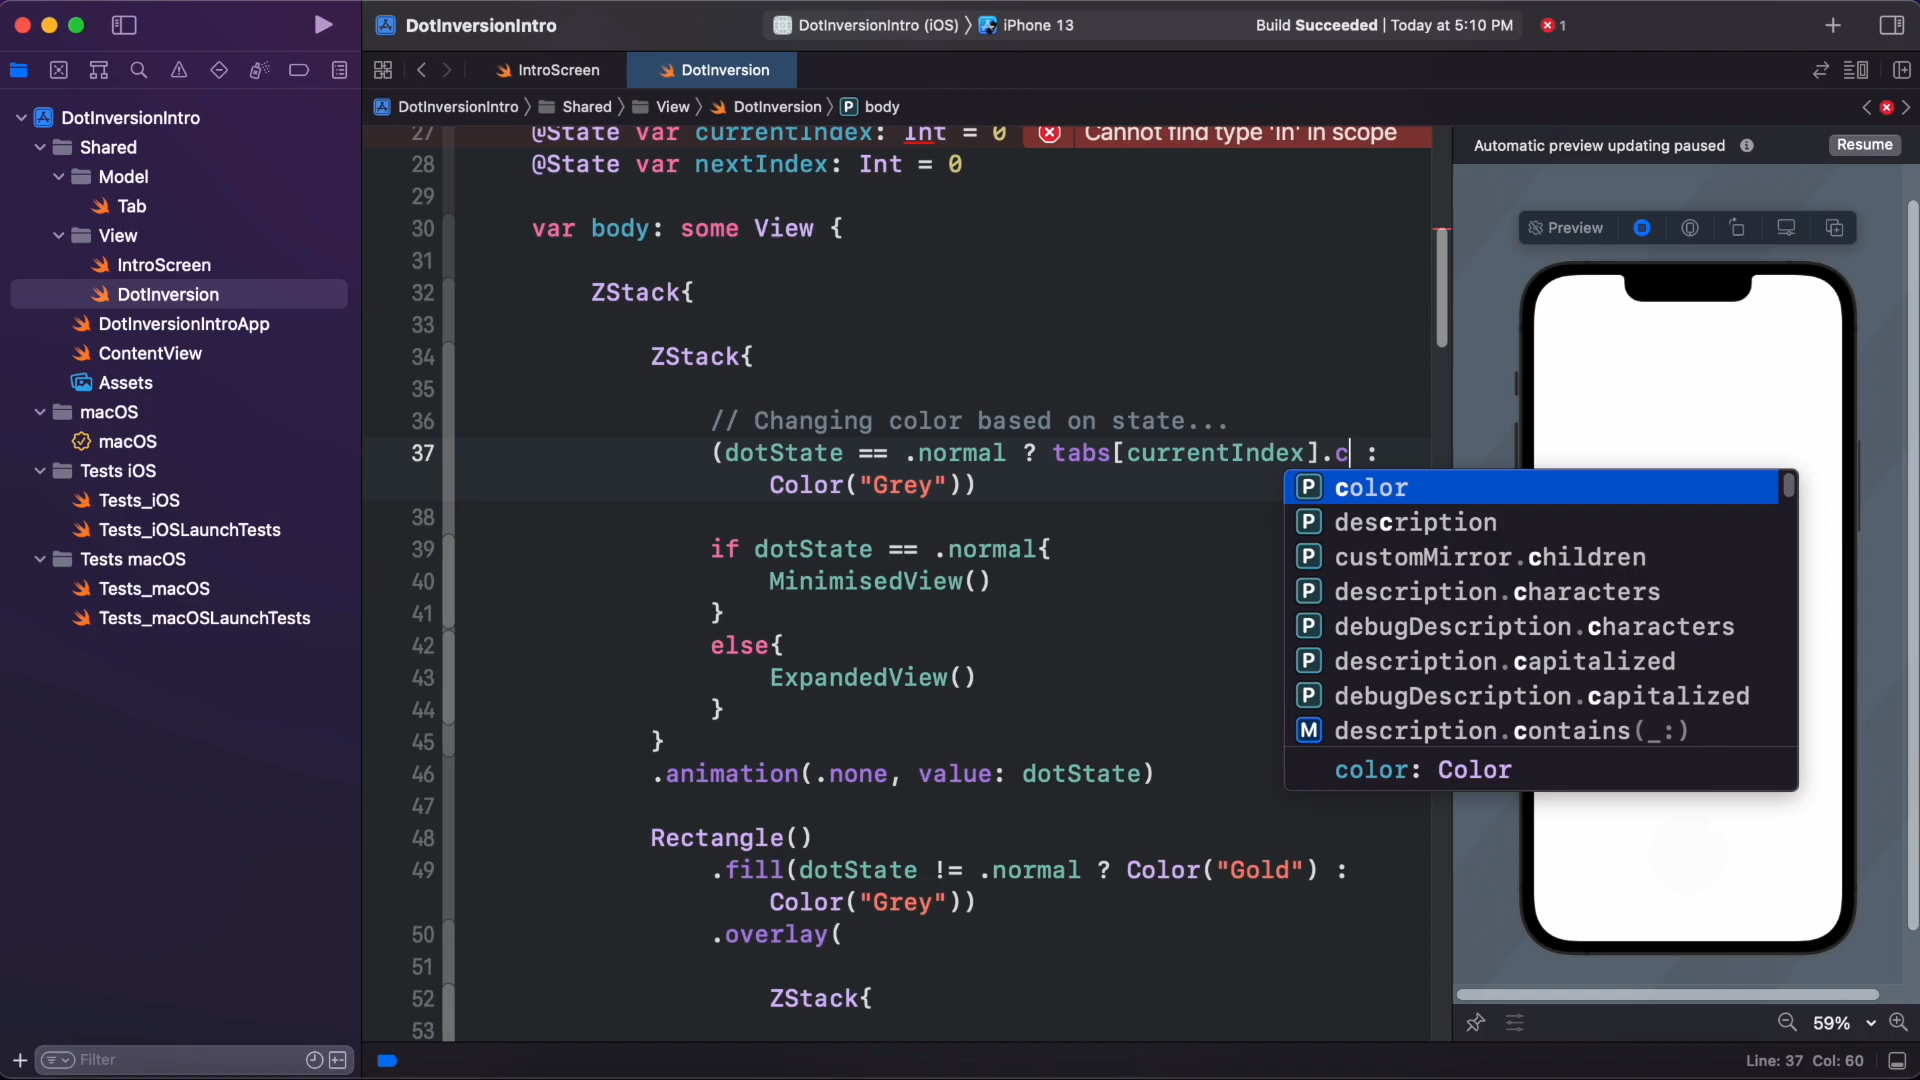 DotInversionIntro
DotInversionIntro (iOS) 〉 iPhone 13
Build Succeeded | Today at 5:10 PM
1
IntroScreen
DotInversion
DotInversionIntro 〉 Shared 〉 View 〉 DotInversion 〉 P body
DotInversionIntro
Shared
Model
Tab
View
IntroScreen
DotInversion
DotInversionIntroApp
ContentView
Assets
macOS
macOS
Tests iOS
Tests_iOS
Tests_iOSLaunchTests
Tests macOS
Tests_macOS
Tests_macOSLaunchTests
Filter
27 @State var currentIndex: Int = 0 Cannot find type 'In' in scope
28 @State var nextIndex: Int = 0
29
30 var body: some View {
31
32 ZStack{
33
34 ZStack{
35
36 // Changing color based on state...
37 (dotState == .normal ? tabs[currentIndex].c :
Color("Grey"))
38
39 if dotState == .normal{
40 MinimisedView()
41 }
42 else{
43 ExpandedView()
44 }
45 }
46 .animation(.none, value: dotState)
47
48 Rectangle()
49 .fill(dotState != .normal ? Color("Gold") :
Color("Grey"))
50 .overlay(
51
52 ZStack{
53
P color
P description
P customMirror.children
P description.characters
P debugDescription.characters
P description.capitalized
P debugDescription.capitalized
M description.contains(_:)
color: Color
Automatic preview updating paused
Resume
Preview
59%
Line: 37 Col: 60